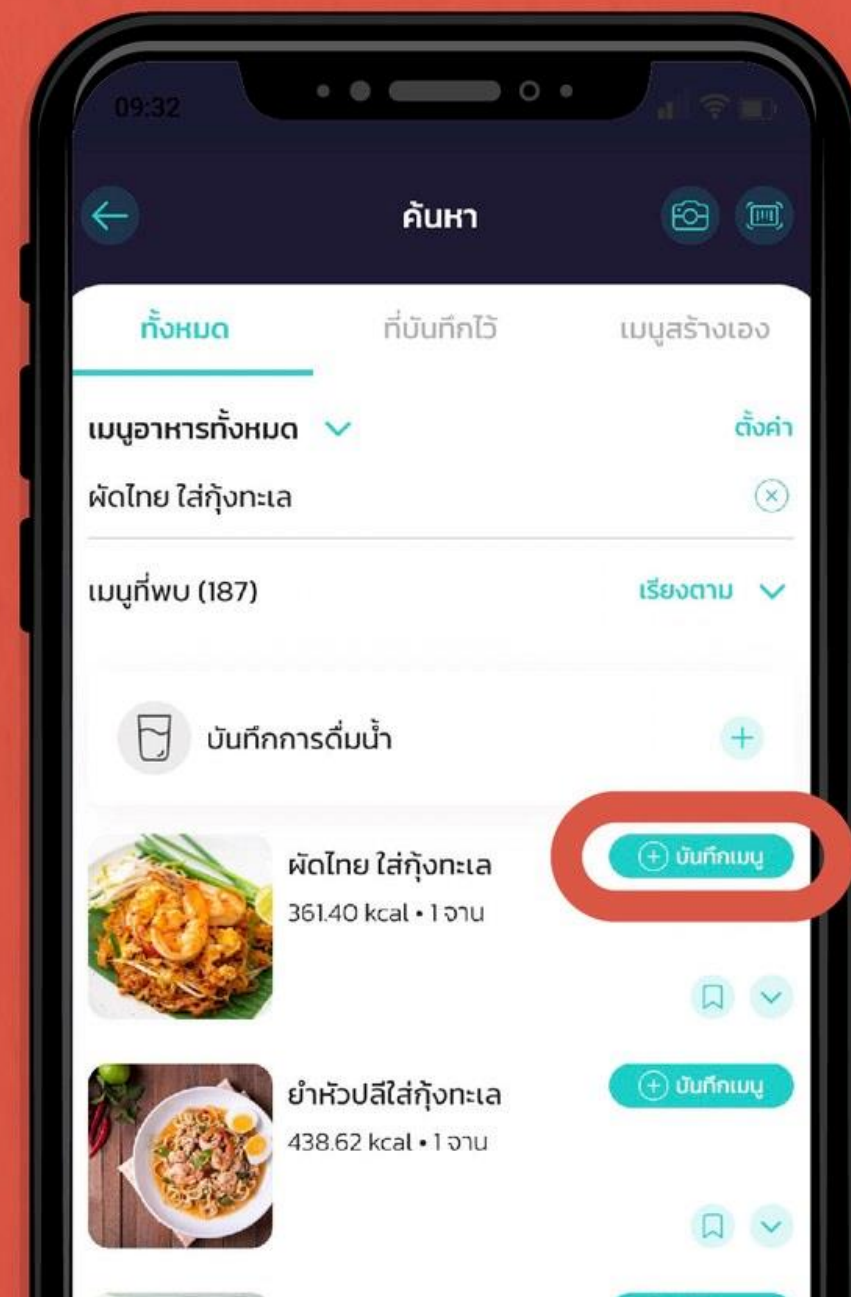 09:32
ค้นหา
ทั้งหมด ที่บันทึกไว้ เมนูสร้างเอง
เมนูอาหารทั้งหมด ตั้งค่า
ผัดไทย ใส่กุ้งทะเล
เมนูที่พบ (187) เรียงตาม
บันทึกการดื่มน้ำ
ผัดไทย ใส่กุ้งทะเล บันทึกเมนู
361.40 kcal • 1 จาน
ยำหัวปลีใส่กุ้งทะเล บันทึกเมนู
438.62 kcal • 1 จาน